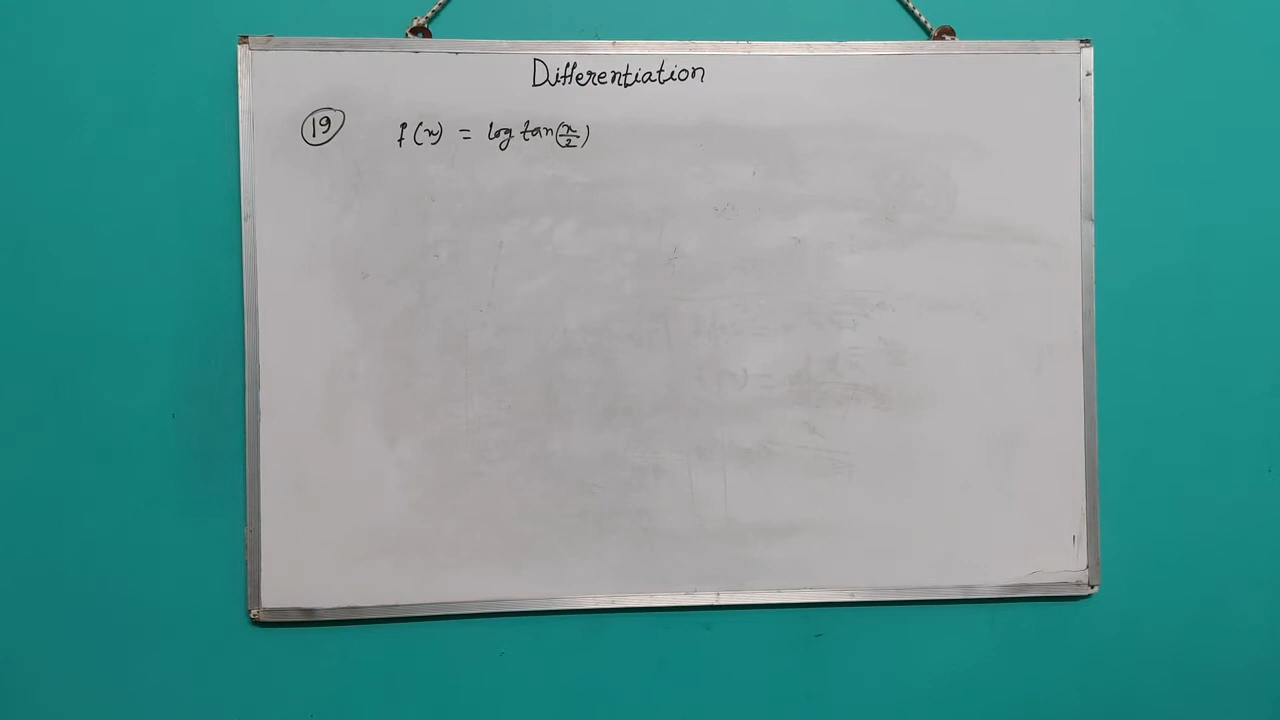 Differentiation
19 f(x) = log tan(x/2)